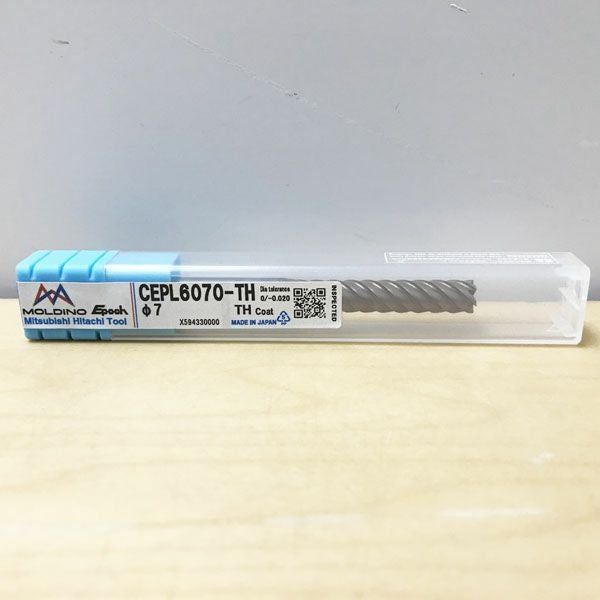 MOLDINO Epoch
Mitsubishi Hitachi Tool
CEPL6070-TH
Dia tolerance
0/-0.020
φ7
TH Coat
X594330000
MADE IN JAPAN
INSPECTED